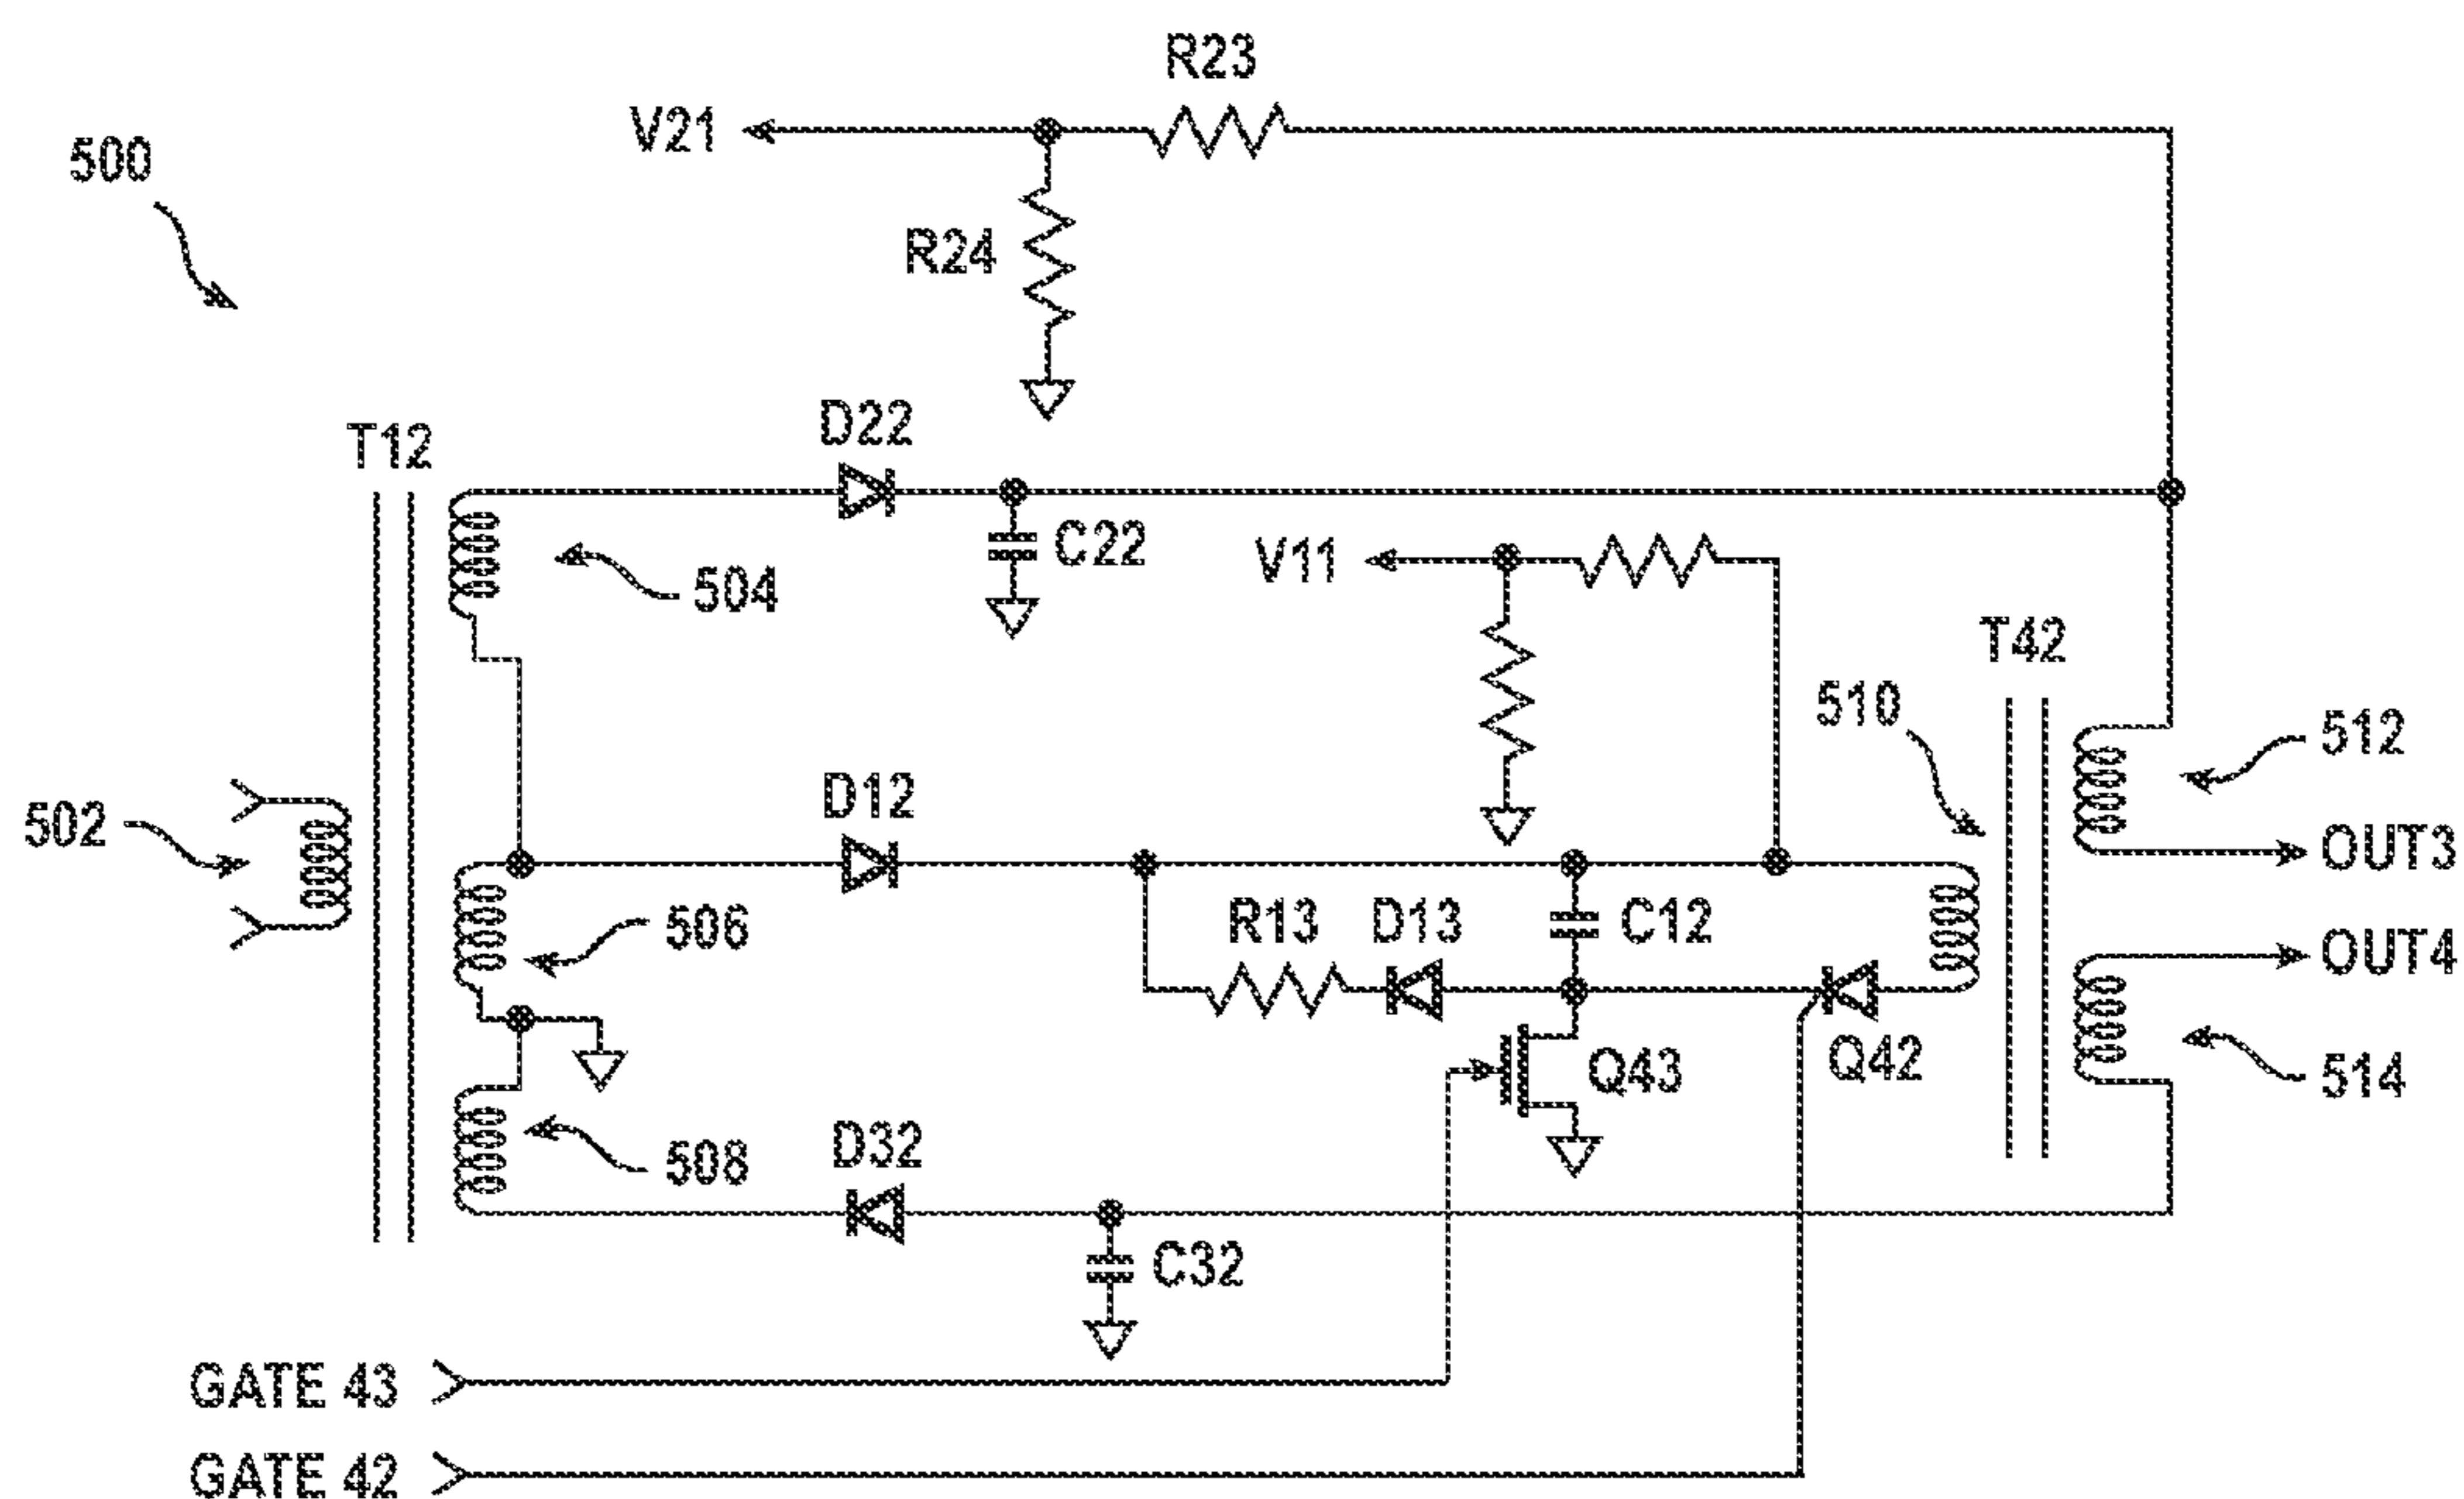 R23
V21
500
R24
D22
T12
C22
V11
504
T42
510
512
D12
502
OUT3
R13
D13
C12
506
OUT4
Q43
Q42
514
D32
508
C32
GATE 43
GATE 42